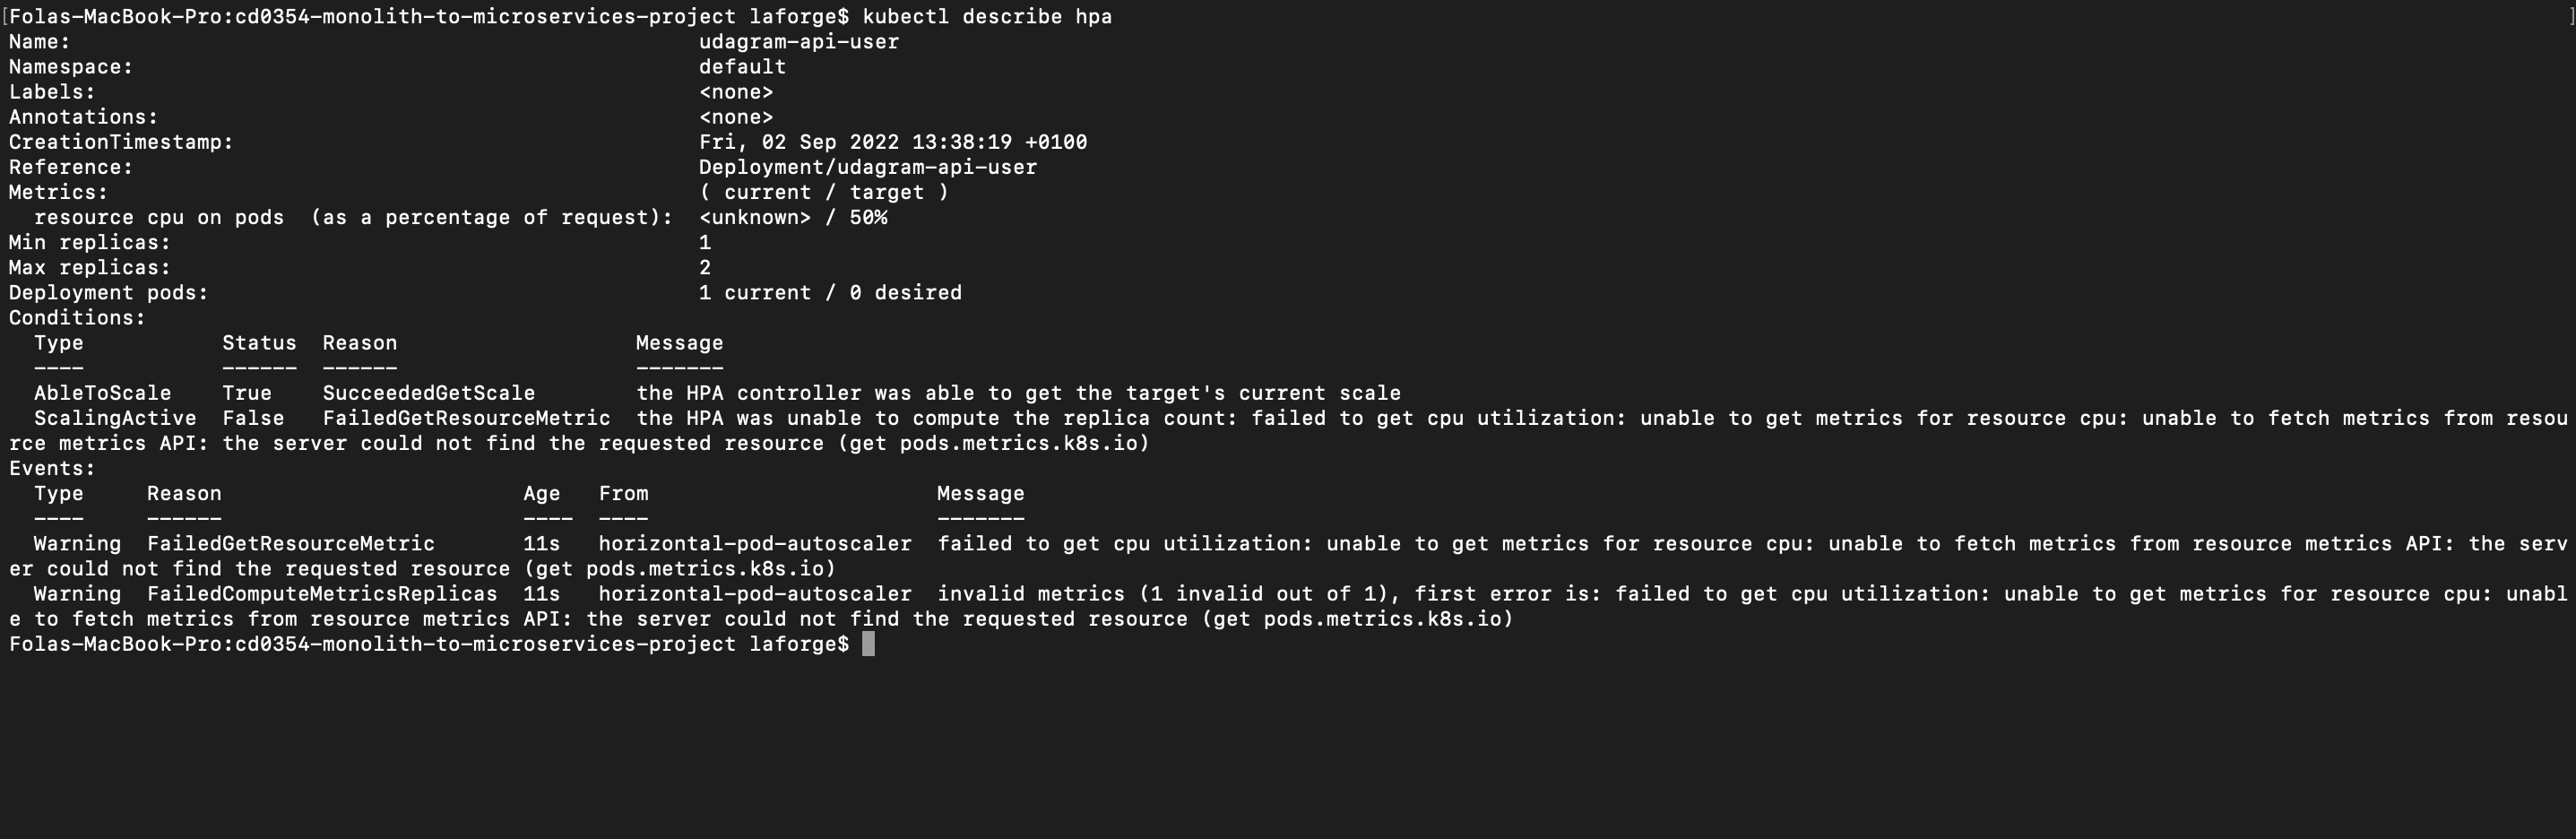 [Folas-MacBook-Pro:cd0354-monolith-to-microservices-project laforge$ kubectl describe hpa ]
Name: udagram-api-user
Namespace: default
Labels: <none>
Annotations: <none>
CreationTimestamp: Fri, 02 Sep 2022 13:38:19 +0100
Reference: Deployment/udagram-api-user
Metrics: ( current / target )
  resource cpu on pods  (as a percentage of request):  <unknown> / 50%
Min replicas: 1
Max replicas: 2
Deployment pods: 1 current / 0 desired
Conditions:
  Type           Status  Reason                   Message
  ----           ------  ------                   -------
  AbleToScale    True    SucceededGetScale        the HPA controller was able to get the target's current scale
  ScalingActive  False   FailedGetResourceMetric  the HPA was unable to compute the replica count: failed to get cpu utilization: unable to get metrics for resource cpu: unable to fetch metrics from resou
rce metrics API: the server could not find the requested resource (get pods.metrics.k8s.io)
Events:
  Type     Reason                        Age   From                       Message
  ----     ------                        ----  ----                       -------
  Warning  FailedGetResourceMetric       11s   horizontal-pod-autoscaler  failed to get cpu utilization: unable to get metrics for resource cpu: unable to fetch metrics from resource metrics API: the serv
er could not find the requested resource (get pods.metrics.k8s.io)
  Warning  FailedComputeMetricsReplicas  11s   horizontal-pod-autoscaler  invalid metrics (1 invalid out of 1), first error is: failed to get cpu utilization: unable to get metrics for resource cpu: unabl
e to fetch metrics from resource metrics API: the server could not find the requested resource (get pods.metrics.k8s.io)
Folas-MacBook-Pro:cd0354-monolith-to-microservices-project laforge$